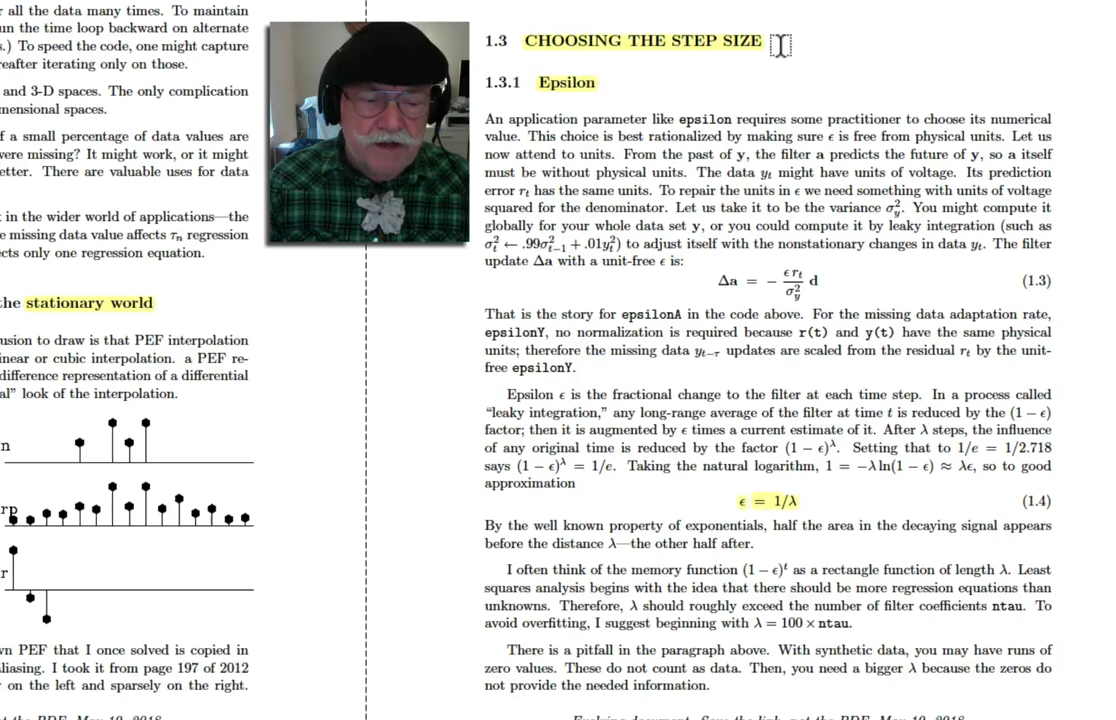 r all the data many times. To maintain
un the time loop backward on alternate
s.) To speed the code, one might capture
reafter iterating only on those.
and 3-D spaces. The only complication
mensional spaces.
f a small percentage of data values are
were missing? It might work, or it might
etter. There are valuable uses for data
in the wider world of applications—the
e missing data value affects τₙ regression
ects only one regression equation.
he stationary world
usion to draw is that PEF interpolation
inear or cubic interpolation. a PEF re-
difference representation of a differential
al” look of the interpolation.
n
rp
r
wn PEF that I once solved is copied in
liasing. I took it from page 197 of 2012
y on the left and sparsely on the right.
1.3 CHOOSING THE STEP SIZE
1.3.1 Epsilon
An application parameter like epsilon requires some practitioner to choose its numerical
value. This choice is best rationalized by making sure ϵ is free from physical units. Let us
now attend to units. From the past of y, the filter a predicts the future of y, so a itself
must be without physical units. The data yₜ might have units of voltage. Its prediction
error rₜ has the same units. To repair the units in ϵ we need something with units of voltage
squared for the denominator. Let us take it to be the variance σ²_y. You might compute it
globally for your whole data set y, or you could compute it by leaky integration (such as
σ²_t ← .99σ²_{t−1} + .01y²_t) to adjust itself with the nonstationary changes in data yₜ. The filter
update Δa with a unit-free ϵ is:
Δa = − ϵ rₜ / σ²_y d (1.3)
That is the story for epsilonA in the code above. For the missing data adaptation rate,
epsilonY, no normalization is required because r(t) and y(t) have the same physical
units; therefore the missing data y_{t−τ} updates are scaled from the residual rₜ by the unit-
free epsilonY.
Epsilon ϵ is the fractional change to the filter at each time step. In a process called
“leaky integration,” any long-range average of the filter at time t is reduced by the (1 − ϵ)
factor; then it is augmented by ϵ times a current estimate of it. After λ steps, the influence
of any original time is reduced by the factor (1 − ϵ)^λ. Setting that to 1/e = 1/2.718
says (1 − ϵ)^λ = 1/e. Taking the natural logarithm, 1 = −λ ln(1 − ϵ) ≈ λϵ, so to good
approximation
ϵ = 1/λ (1.4)
By the well known property of exponentials, half the area in the decaying signal appears
before the distance λ—the other half after.
I often think of the memory function (1 − ϵ)^t as a rectangle function of length λ. Least
squares analysis begins with the idea that there should be more regression equations than
unknowns. Therefore, λ should roughly exceed the number of filter coefficients ntau. To
avoid overfitting, I suggest beginning with λ = 100 × ntau.
There is a pitfall in the paragraph above. With synthetic data, you may have runs of
zero values. These do not count as data. Then, you need a bigger λ because the zeros do
not provide the needed information.